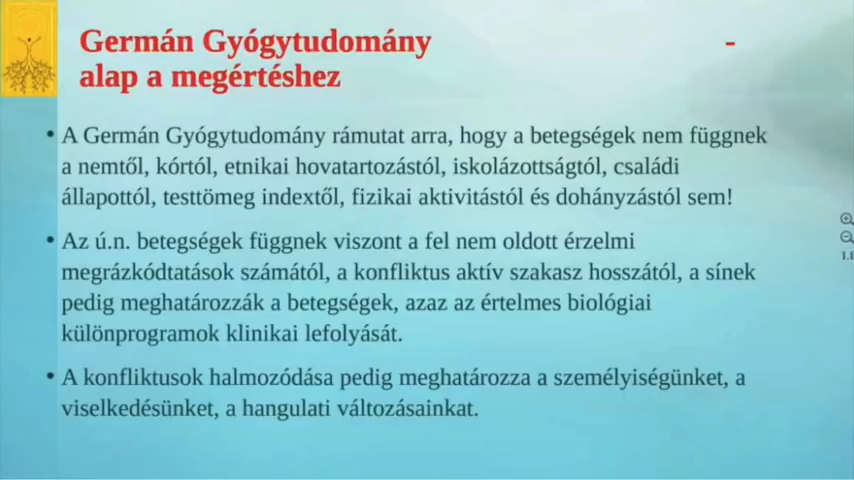 Germán Gyógytudomány -
alap a megértéshez
• A Germán Gyógytudomány rámutat arra, hogy a betegségek nem függnek
a nemtől, kórtól, etnikai hovatartozástól, iskolázottságtól, családi
állapottól, testtömeg indextől, fizikai aktivitástól és dohányzástól sem!
• Az ú.n. betegségek függnek viszont a fel nem oldott érzelmi
megrázkódtatások számától, a konfliktus aktív szakasz hosszától, a sínek
pedig meghatározzák a betegségek, azaz az értelmes biológiai
különprogramok klinikai lefolyását.
• A konfliktusok halmozódása pedig meghatározza a személyiségünket, a
viselkedésünket, a hangulati változásainkat.